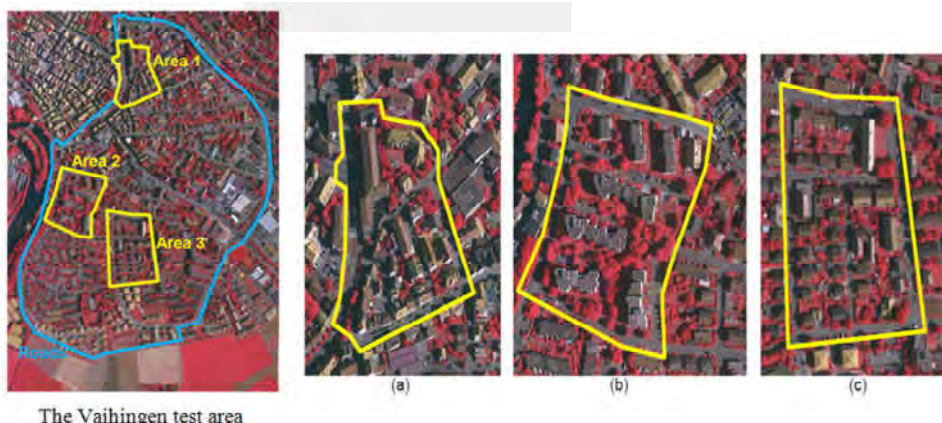 Area 1
Area 2
Area 3
Roads
The Vaihingen test area
(a)
(b)
(c)